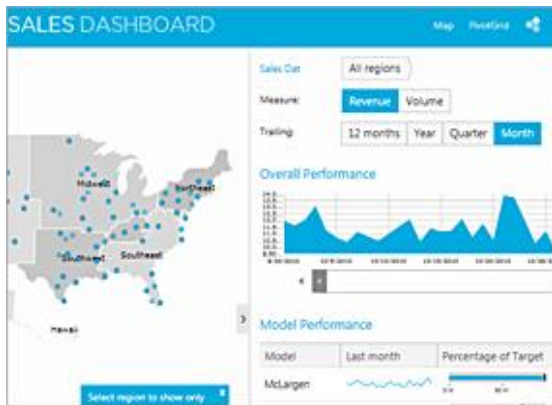 SALES DASHBOARD
Map PivotGrid
Sales Dat All regions
Measure: Revenue Volume
Trailing: 12 months Year Quarter Month
Midwest
Northeast
Southwest Southeast
Hawaii
Select region to show only
Overall Performance
Model Performance
Model Last month Percentage of Target
McLargen